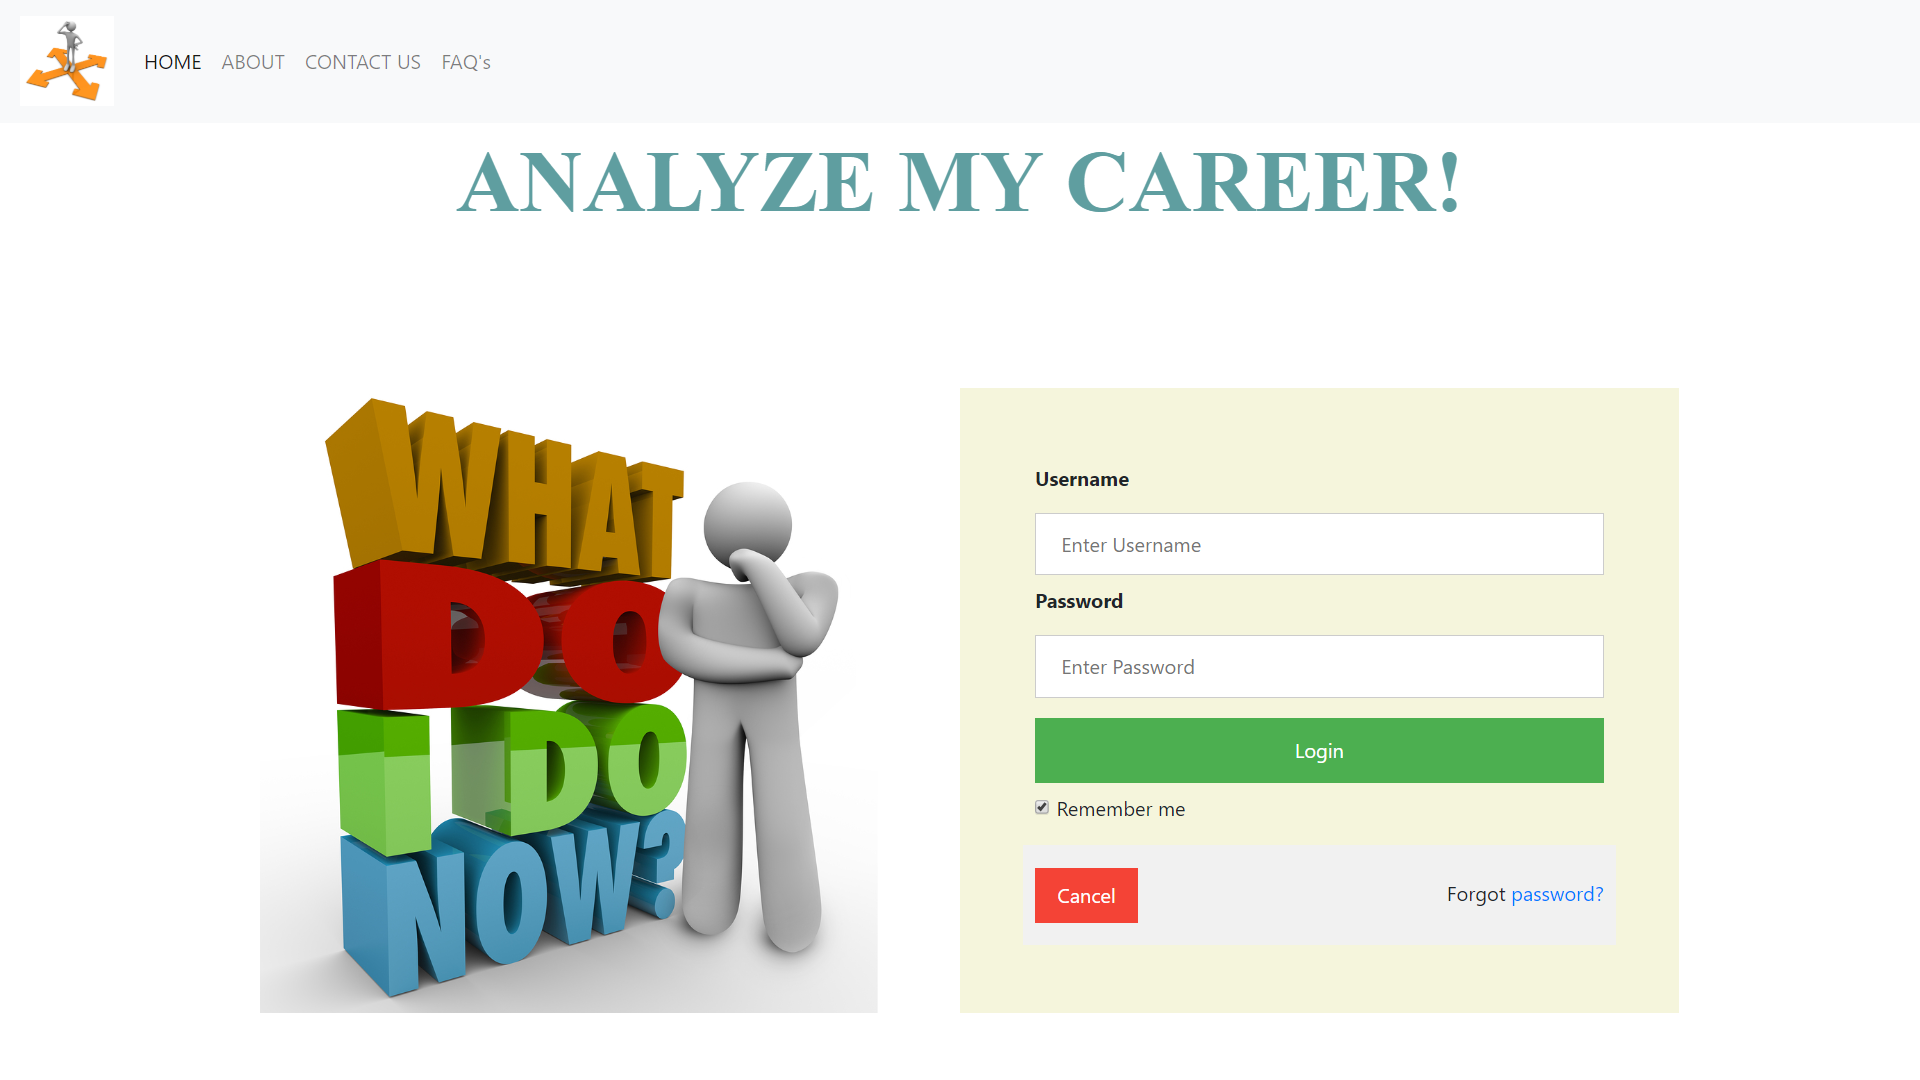 HOME ABOUT CONTACT US FAQ's
ANALYZE MY CAREER!
WHAT
DO
I DO
NOW?
Username
Enter Username
Password
Enter Password
Login
Remember me
Cancel
Forgot password?